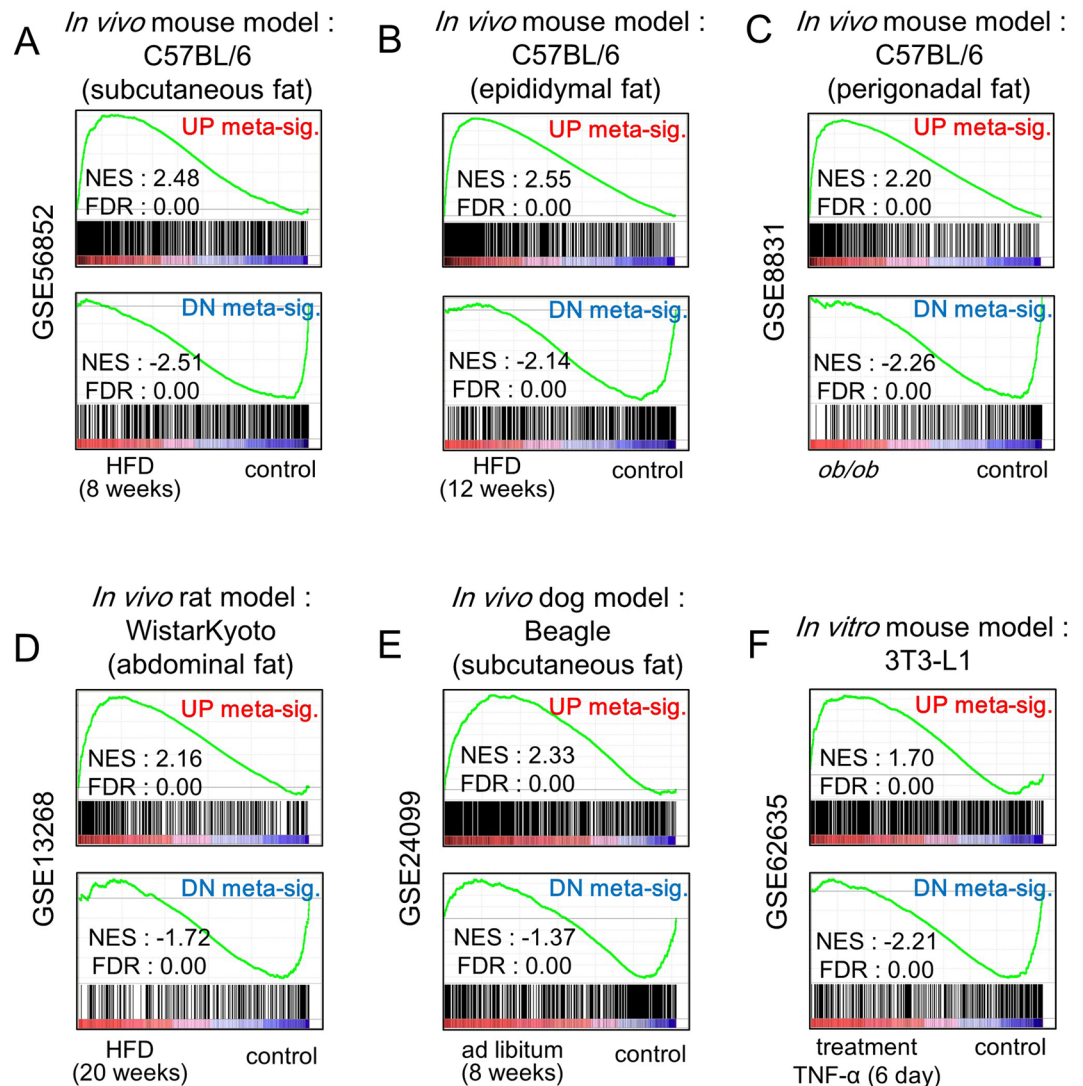 A
In vivo mouse model :
C57BL/6
(subcutaneous fat)
GSE56852
UP meta-sig.
NES : 2.48
FDR : 0.00
DN meta-sig.
NES : -2.51
FDR : 0.00
HFD
(8 weeks)
control
B
In vivo mouse model :
C57BL/6
(epididymal fat)
UP meta-sig.
NES : 2.55
FDR : 0.00
DN meta-sig.
NES : -2.14
FDR : 0.00
HFD
(12 weeks)
control
C
In vivo mouse model :
C57BL/6
(perigonadal fat)
GSE8831
UP meta-sig.
NES : 2.20
FDR : 0.00
DN meta-sig.
NES : -2.26
FDR : 0.00
ob/ob
control
D
In vivo rat model :
WistarKyoto
(abdominal fat)
GSE13268
UP meta-sig.
NES : 2.16
FDR : 0.00
DN meta-sig.
NES : -1.72
FDR : 0.00
HFD
(20 weeks)
control
E
In vivo dog model :
Beagle
(subcutaneous fat)
GSE24099
UP meta-sig.
NES : 2.33
FDR : 0.00
DN meta-sig.
NES : -1.37
FDR : 0.00
ad libitum
(8 weeks)
control
F
In vitro mouse model :
3T3-L1
GSE62635
UP meta-sig.
NES : 1.70
FDR : 0.00
DN meta-sig.
NES : -2.21
FDR : 0.00
treatment
TNF-α (6 day)
control